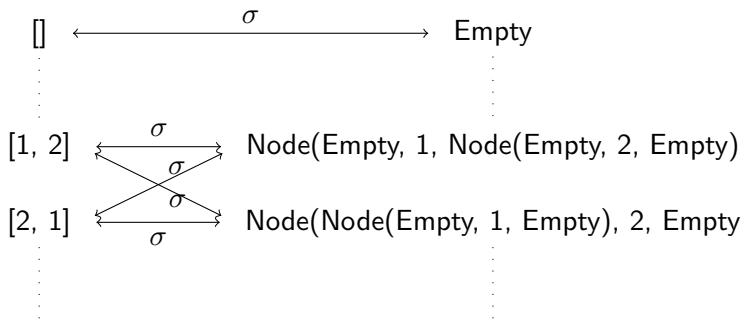 σ
[] Empty
σ
[1, 2] Node(Empty, 1, Node(Empty, 2, Empty)
σ
σ
[2, 1] Node(Node(Empty, 1, Empty), 2, Empty
σ